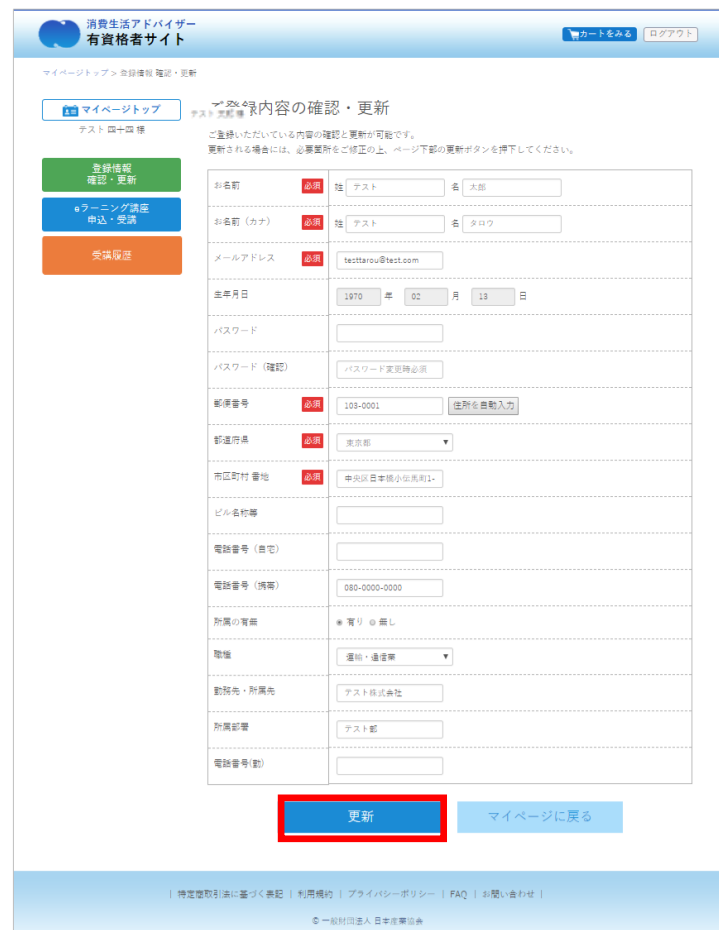 消費生活アドバイザー
有資格者サイト
カートをみる
ログアウト
マイページトップ > 登録情報 確認・更新
マイページトップ
テスト 四十四 様
登録情報
確認・更新
eラーニング講座
申込・受講
受講履歴
録内容の確認・更新
ご登録いただいている内容の確認と更新が可能です。
更新される場合には、必要箇所をご修正の上、ページ下部の更新ボタンを押下してください。
お名前 必須 姓 テスト 名 太郎
お名前（カナ） 必須 姓 テスト 名 タロウ
メールアドレス 必須 testtarou@test.com
生年月日 1970 年 02 月 13 日
パスワード
パスワード（確認） パスワード変更時必須
郵便番号 必須 103-0001 住所を自動入力
都道府県 必須 東京都
市区町村 番地 必須 中央区日本橋小伝馬町1-
ビル名称等
電話番号（自宅）
電話番号（携帯） 080-0000-0000
所属の有無 有り 無し
職種 運輸・通信業
勤務先・所属先 テスト株式会社
所属部署 テスト部
電話番号(勤)
更新
マイページに戻る
| 特定商取引法に基づく表記 | 利用規約 | プライバシーポリシー | FAQ | お問い合わせ |
© 一般財団法人 日本産業協会